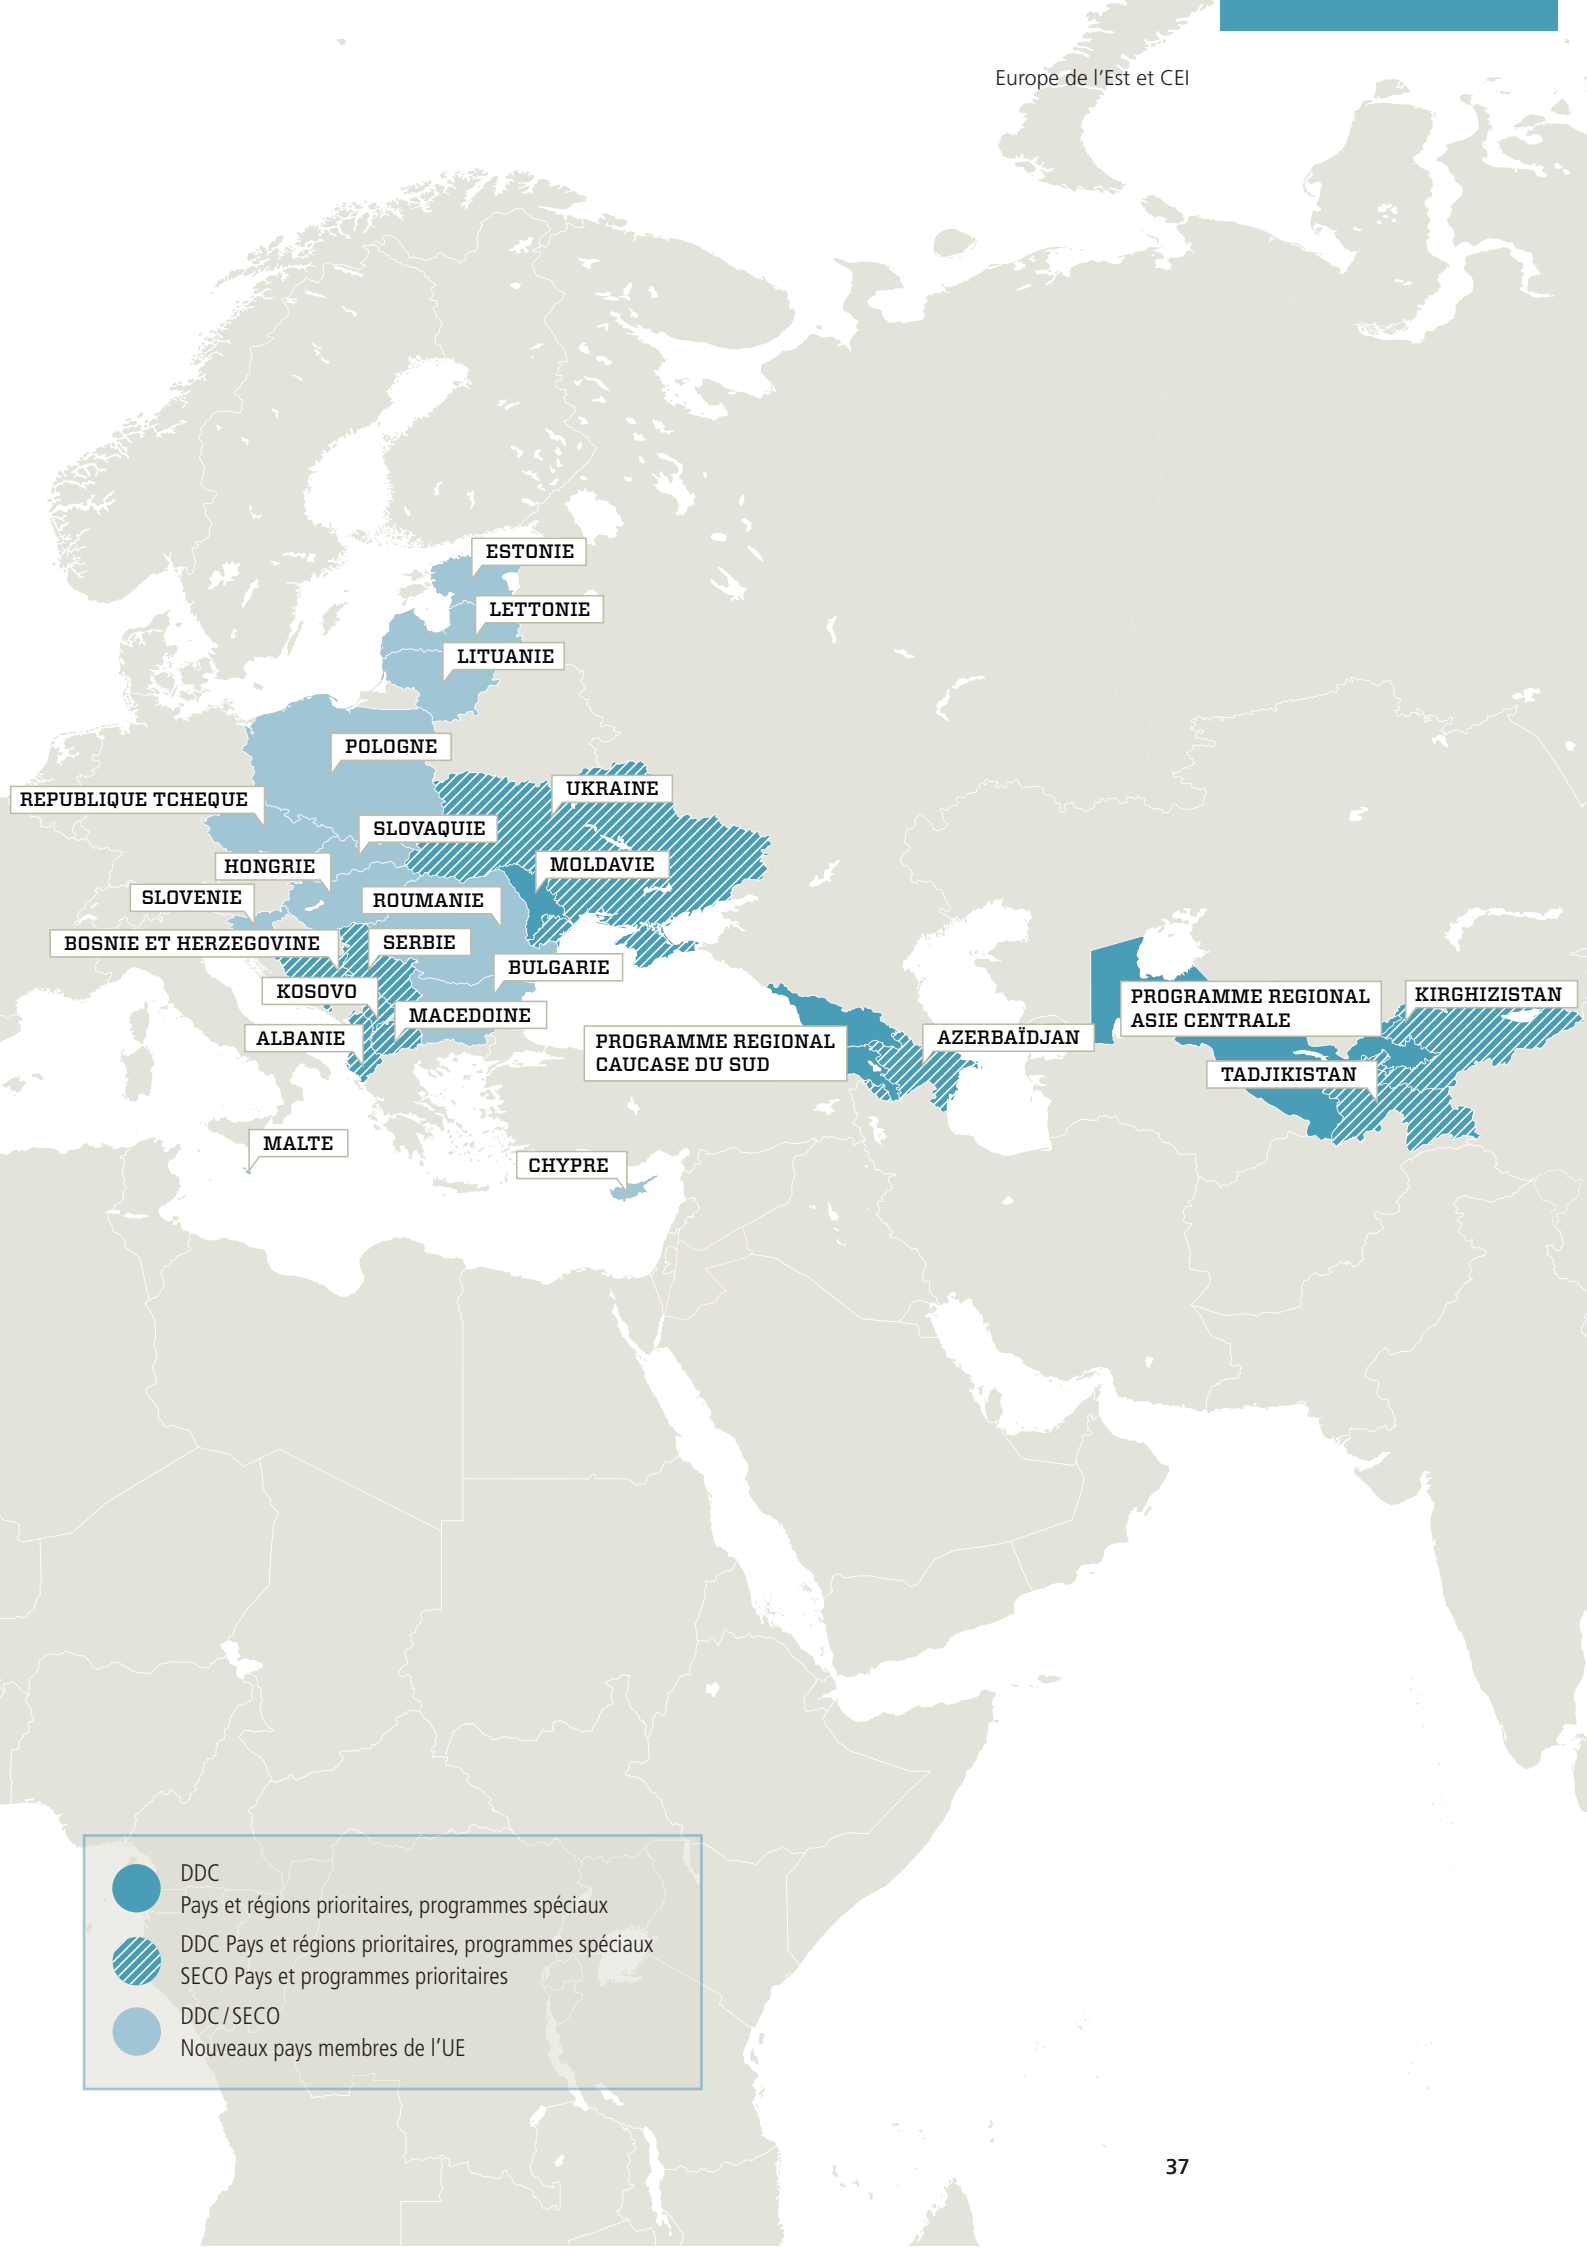 Europe de l'Est et CEI
ESTONIE
LETTONIE
LITUANIE
POLOGNE
UKRAINE
REPUBLIQUE TCHEQUE
SLOVAQUIE
MOLDAVIE
HONGRIE
SLOVENIE
ROUMANIE
BOSNIE ET HERZEGOVINE
SERBIE
BULGARIE
KOSOVO
MACEDOINE
ALBANIE
PROGRAMME REGIONAL
CAUCASE DU SUD
AZERBAÏDJAN
PROGRAMME REGIONAL
ASIE CENTRALE
KIRGHIZISTAN
TADJIKISTAN
MALTE
CHYPRE
DDC
Pays et régions prioritaires, programmes spéciaux
DDC Pays et régions prioritaires, programmes spéciaux
SECO Pays et programmes prioritaires
DDC/SECO
Nouveaux pays membres de l'UE
37